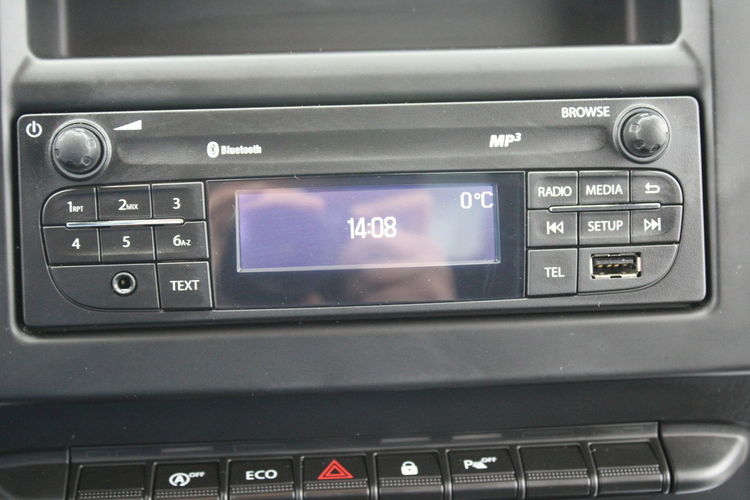 BROWSE
Bluetooth
MP3
1RPT 2MIX 3
4 5 6A-Z
TEXT
0°C
14:08
RADIO MEDIA
SETUP
TEL
OFF ECO P OFF